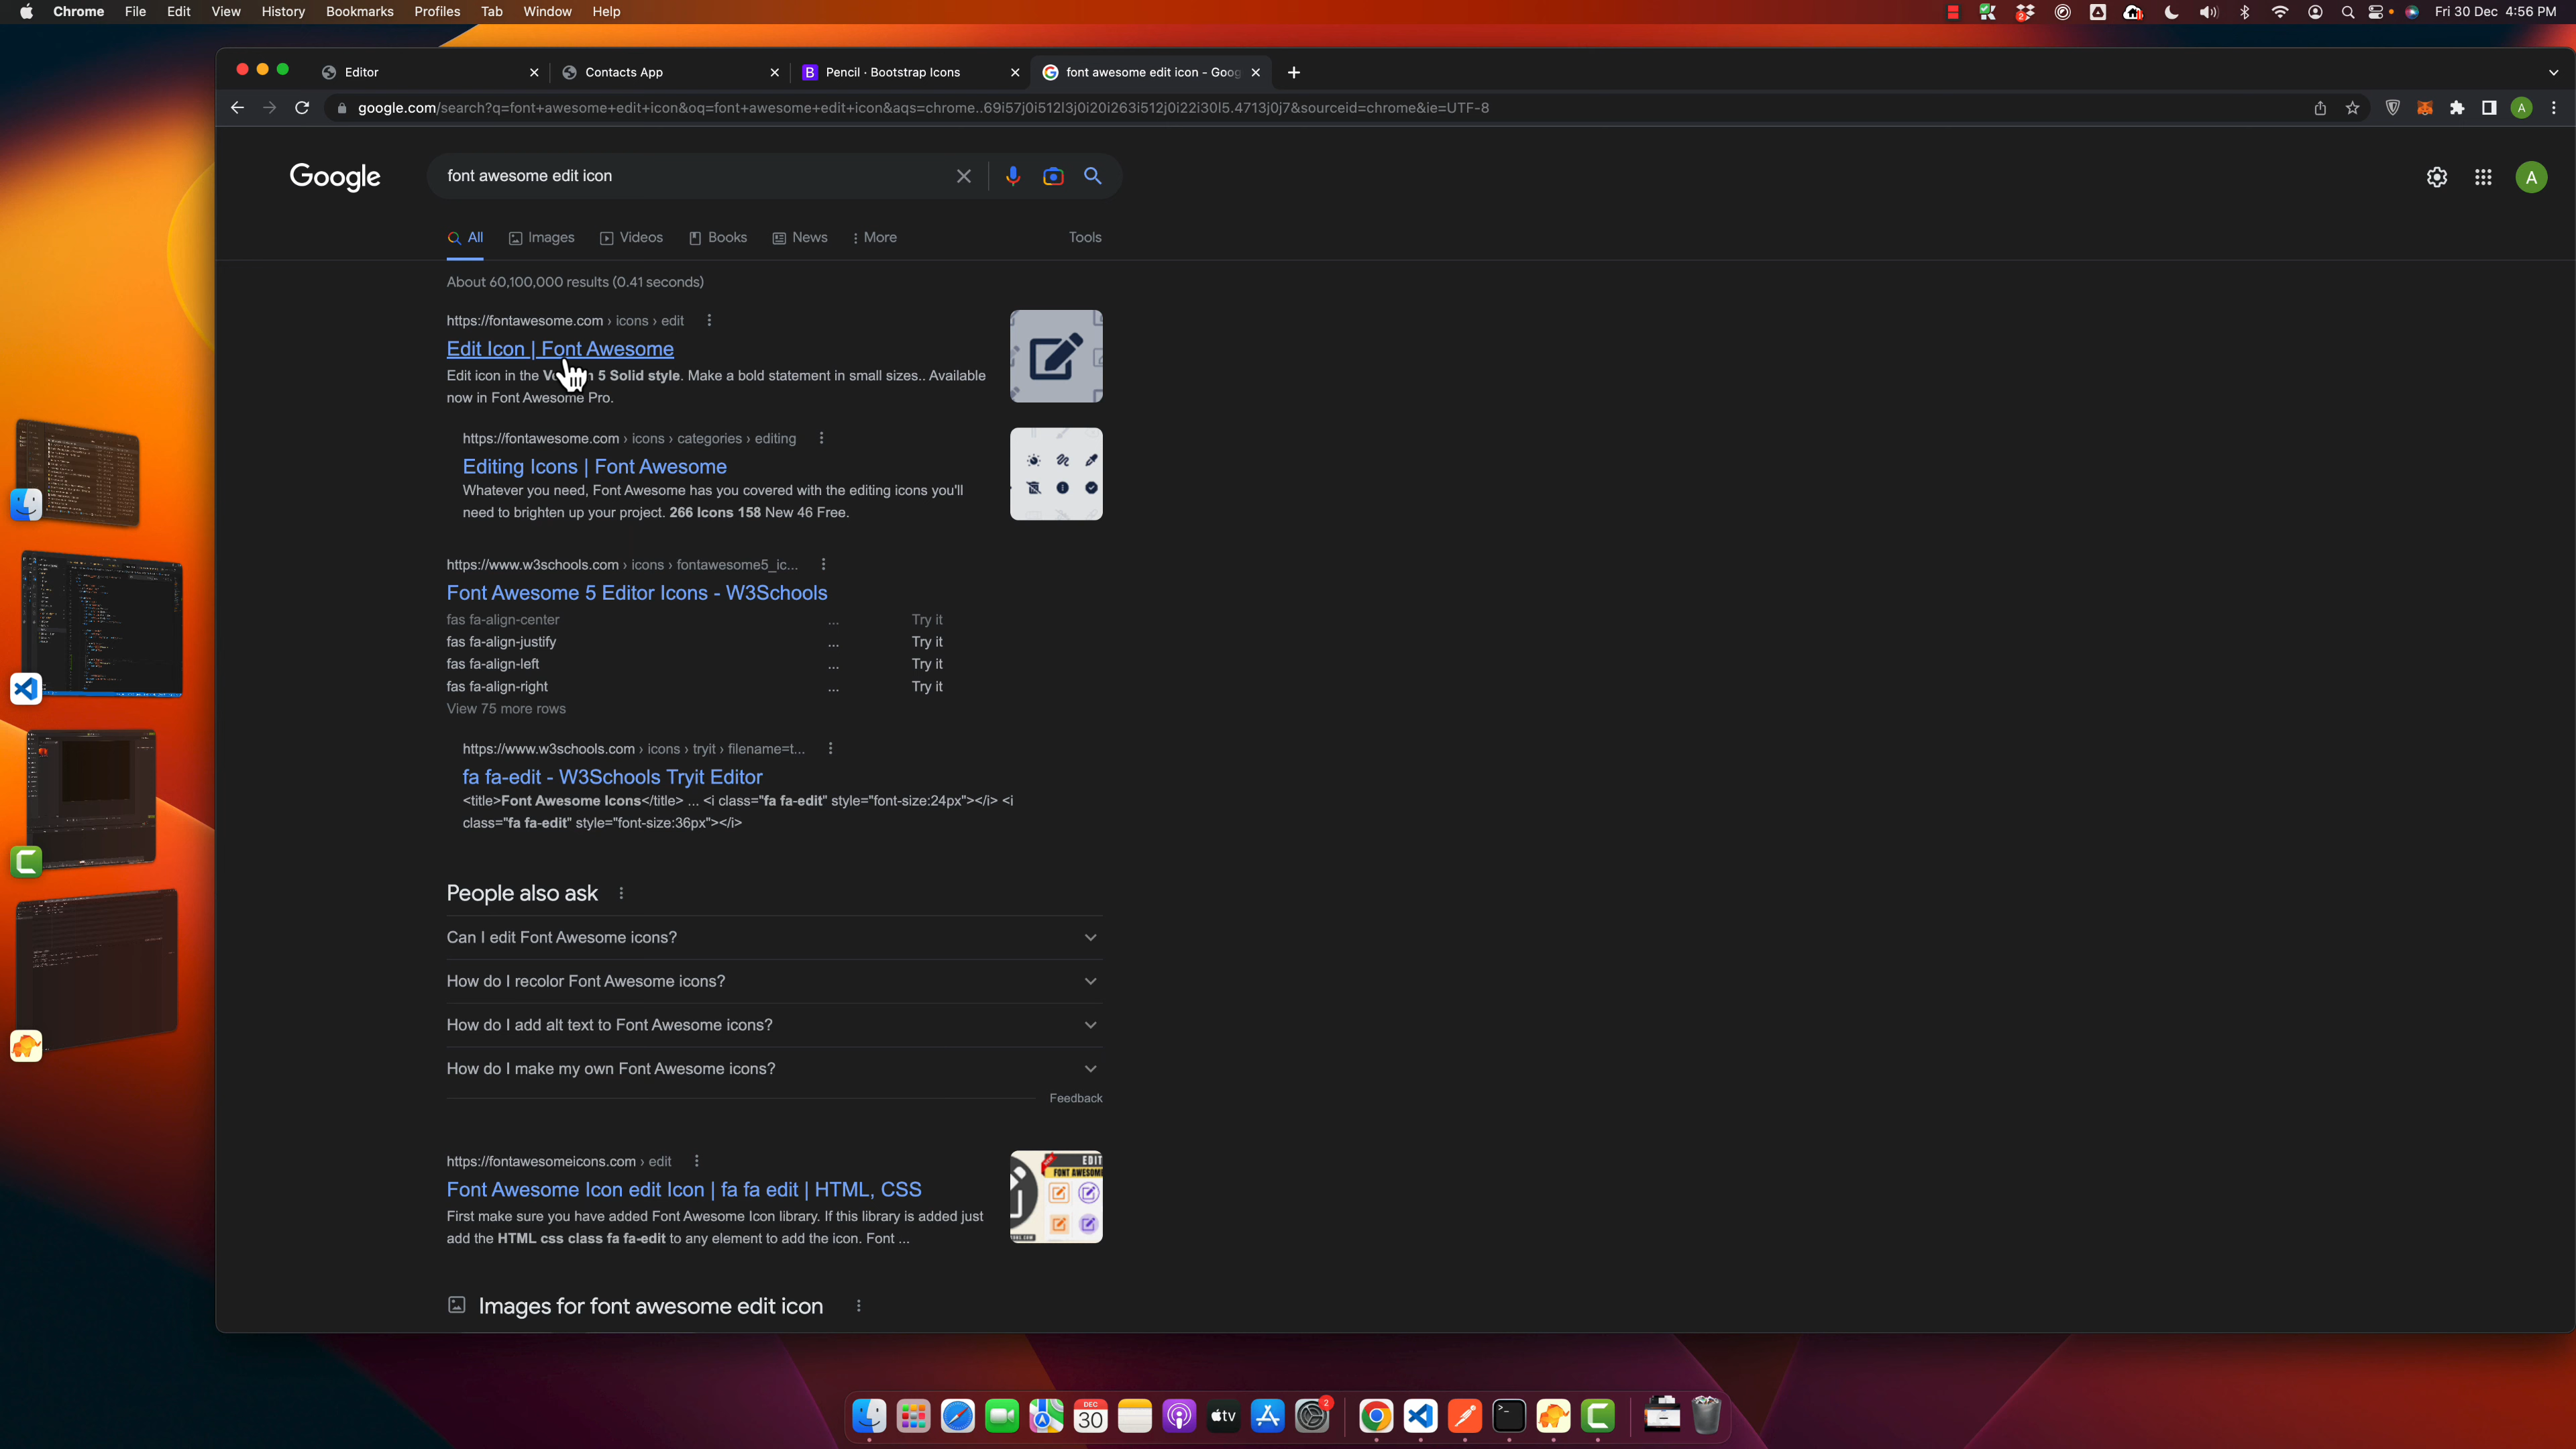 Chrome File Edit View History Bookmarks Profiles Tab Window Help
Fri 30 Dec 4:56 PM
Editor
Contacts App
Pencil · Bootstrap Icons
font awesome edit icon - Goog
google.com/search?q=font+awesome+edit+icon&oq=font+awesome+edit+icon&aqs=chrome..69i57j0i512l3j0i20i263i512j0i22i30l5.4713j0j7&sourceid=chrome&ie=UTF-8
A
Google
font awesome edit icon
A
All Images Videos Books News More Tools
About 60,100,000 results (0.41 seconds)
https://fontawesome.com › icons › edit
Edit Icon | Font Awesome
Edit icon in the 5 Solid style. Make a bold statement in small sizes.. Available
now in Font Awesome Pro.
https://fontawesome.com › icons › categories › editing
Editing Icons | Font Awesome
Whatever you need, Font Awesome has you covered with the editing icons you'll
need to brighten up your project. 266 Icons 158 New 46 Free.
https://www.w3schools.com › icons › fontawesome5_ic...
Font Awesome 5 Editor Icons - W3Schools
fas fa-align-center ... Try it
fas fa-align-justify ... Try it
fas fa-align-left ... Try it
fas fa-align-right ... Try it
View 75 more rows
https://www.w3schools.com › icons › tryit › filename=t...
fa fa-edit - W3Schools Tryit Editor
<title>Font Awesome Icons</title> ... <i class="fa fa-edit" style="font-size:24px"></i> <i
class="fa fa-edit" style="font-size:36px"></i>
People also ask
Can I edit Font Awesome icons?
How do I recolor Font Awesome icons?
How do I add alt text to Font Awesome icons?
How do I make my own Font Awesome icons?
Feedback
https://fontawesomeicons.com › edit
Font Awesome Icon edit Icon | fa fa edit | HTML, CSS
First make sure you have added Font Awesome Icon library. If this library is added just
add the HTML css class fa fa-edit to any element to add the icon. Font ...
EDIT
FONT AWESOME
Images for font awesome edit icon
DEC
30
tv
2